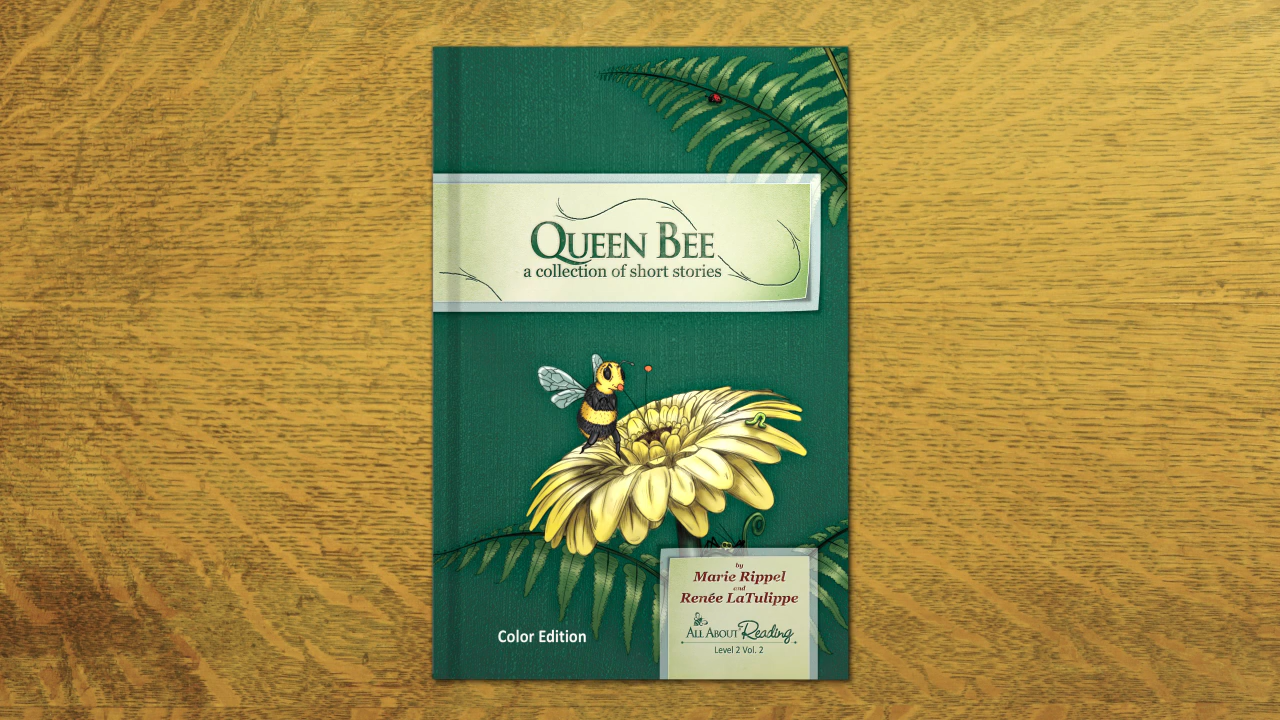 QUEEN BEE
a collection of short stories
by
Marie Rippel
and
Renée LaTulippe
ALL ABOUT Reading
Level 2 Vol. 2
Color Edition